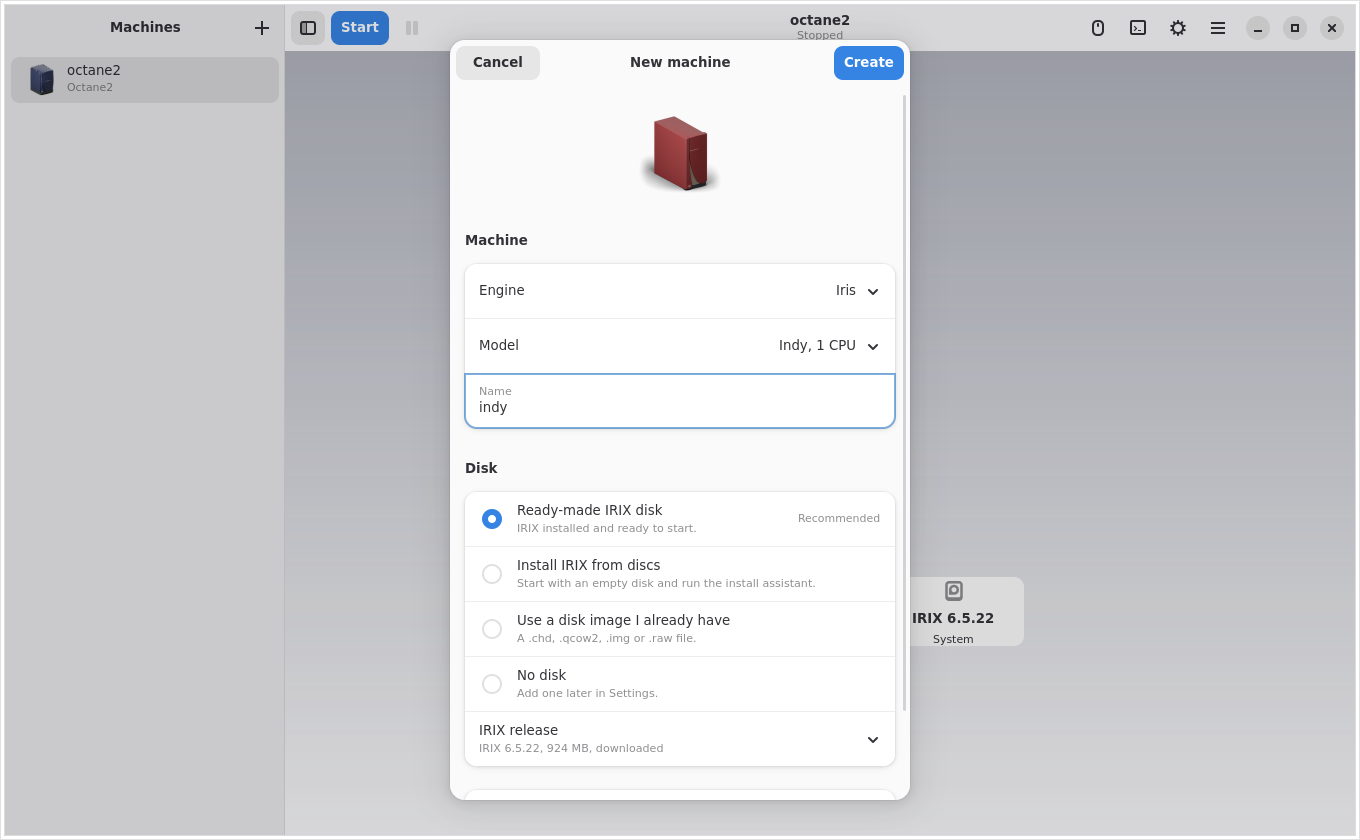 Machines
Start
octane2
Stopped
octane2
Octane2
Cancel
New machine
Create
Machine
Engine
Iris
Model
Indy, 1 CPU
Name
indy
Disk
Ready-made IRIX disk
IRIX installed and ready to start.
Recommended
Install IRIX from discs
Start with an empty disk and run the install assistant.
Use a disk image I already have
A .chd, .qcow2, .img or .raw file.
No disk
Add one later in Settings.
IRIX release
IRIX 6.5.22, 924 MB, downloaded
IRIX 6.5.22
System